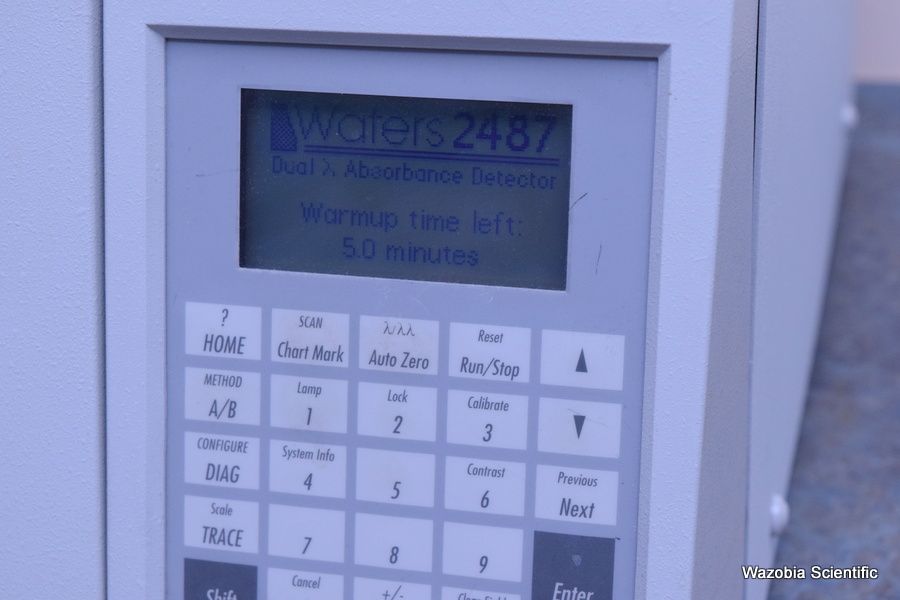 Waters 2487
Dual λ Absorbance Detector
Warmup time left:
5.0 minutes
?
HOME
SCAN
Chart Mark
λ/λλ
Auto Zero
Reset
Run/Stop
▲
METHOD
A/B
Lamp
1
Lock
2
Calibrate
3
▼
CONFIGURE
DIAG
System Info
4
5
Contrast
6
Previous
Next
Scale
TRACE
7
8
9
Enter
Shift
Cancel
+/-
Wazobia Scientific